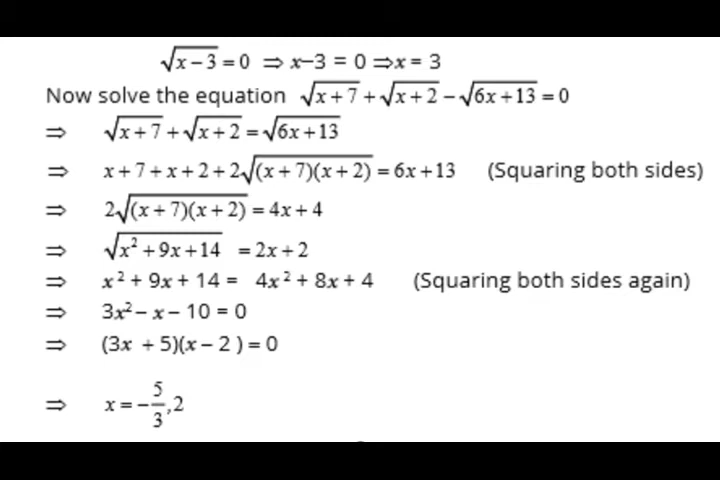 √(x−3) = 0 ⇒ x−3 = 0 ⇒ x = 3
Now solve the equation √(x+7) + √(x+2) − √(6x+13) = 0
⇒ √(x+7) + √(x+2) = √(6x+13)
⇒ x+7+x+2+2√((x+7)(x+2)) = 6x+13 (Squaring both sides)
⇒ 2√((x+7)(x+2)) = 4x+4
⇒ √(x²+9x+14) = 2x+2
⇒ x² + 9x + 14 = 4x² + 8x + 4 (Squaring both sides again)
⇒ 3x² − x − 10 = 0
⇒ (3x + 5)(x − 2) = 0
⇒ x = −5/3, 2